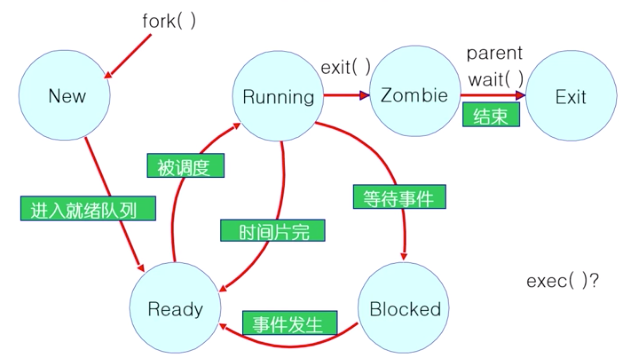 fork( )
New
Running
exit( )
Zombie
parent
wait( )
结束
Exit
被调度
进入就绪队列
时间片完
等待事件
Ready
事件发生
Blocked
exec( )?